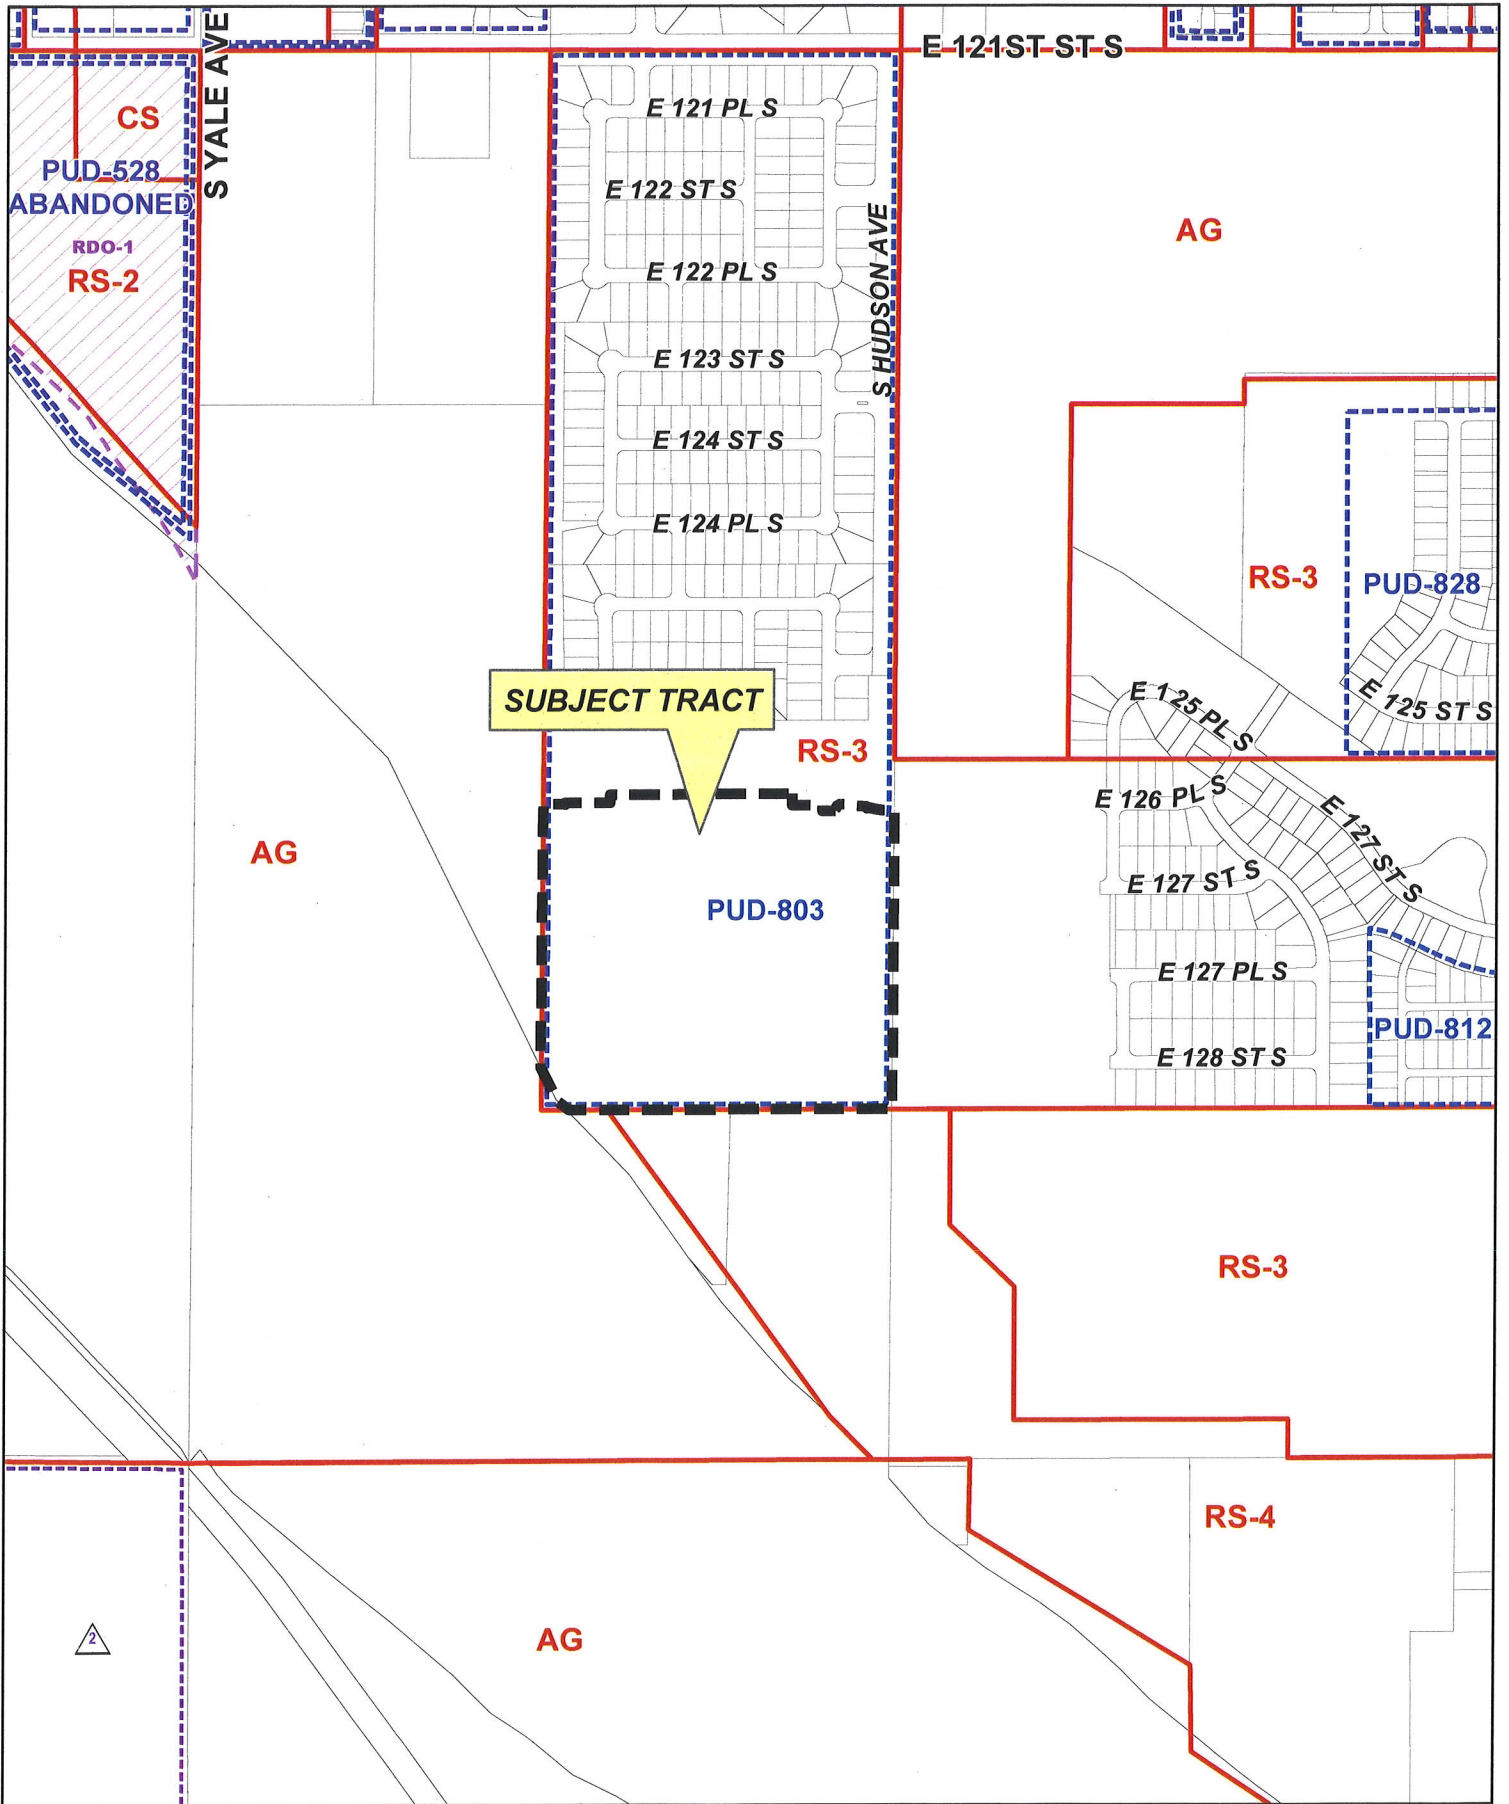 E 121ST ST S
S YALE AVE
CS
PUD-528
ABANDONED
RDO-1
RS-2
E 121 PL S
E 122 ST S
E 122 PL S
S HUDSON AVE
E 123 ST S
E 124 ST S
E 124 PL S
AG
RS-3
PUD-828
E 125 ST S
E 125 PL S
SUBJECT TRACT
RS-3
E 126 PL S
E 127 ST S
E 127 ST S
AG
PUD-803
E 127 PL S
PUD-812
E 128 ST S
RS-3
RS-4
AG
2